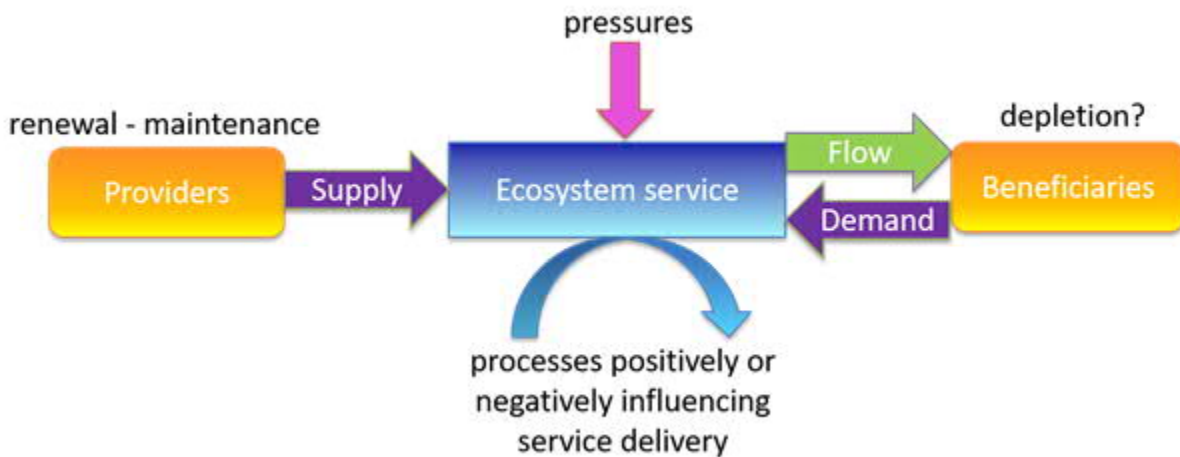 pressures
renewal - maintenance
depletion?
Providers
Supply
Ecosystem service
Flow
Demand
Beneficiaries
processes positively or
negatively influencing
service delivery